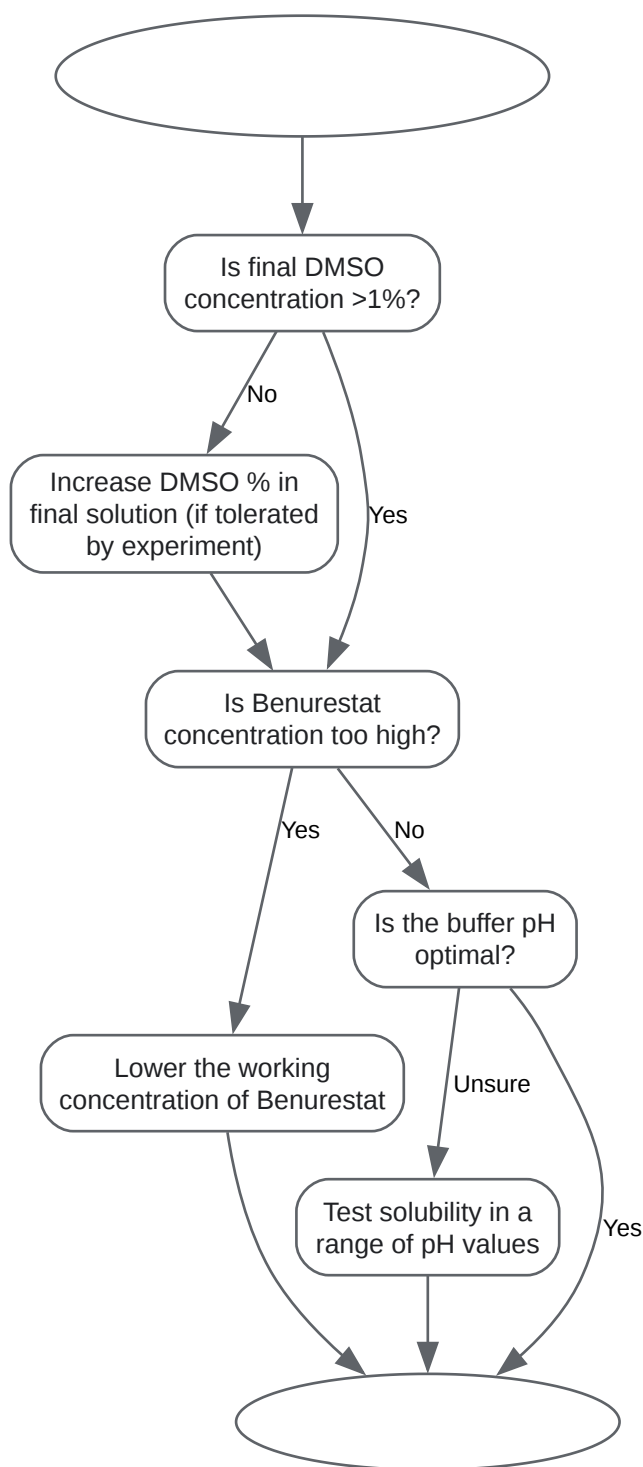 Is final DMSO
concentration >1%?
No
Yes
Increase DMSO % in
final solution (if tolerated
by experiment)
Is Benurestat
concentration too high?
Yes
No
Is the buffer pH
optimal?
Lower the working
concentration of Benurestat
Unsure
Yes
Test solubility in a
range of pH values